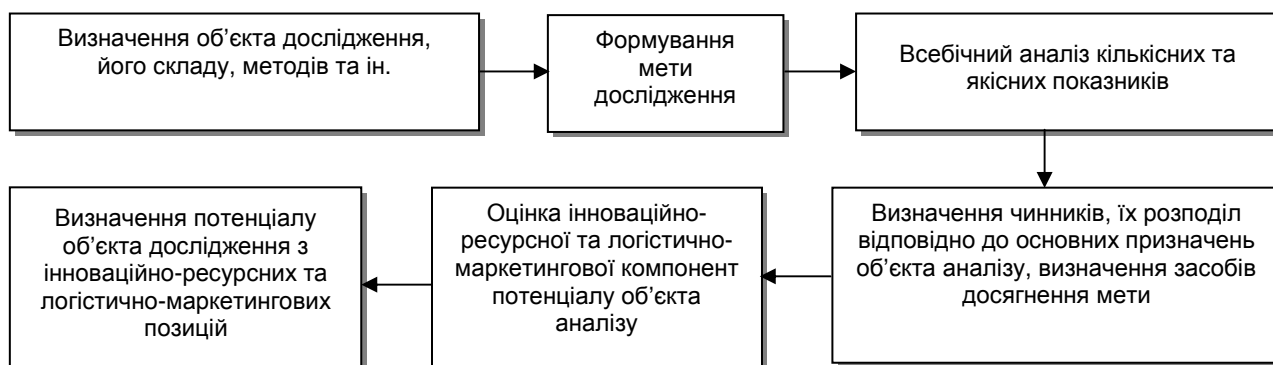 Визначення об’єкта дослідження,
його складу, методів та ін.
Формування
мети
дослідження
Всебічний аналіз кількісних та
якісних показників
Визначення чинників, їх розподіл
відповідно до основних призначень
об’єкта аналізу, визначення засобів
досягнення мети
Оцінка інноваційно-
ресурсної та логістично-
маркетингової компонент
потенціалу об’єкта
аналізу
Визначення потенціалу
об’єкта дослідження з
інноваційно-ресурсних та
логістично-маркетингових
позицій